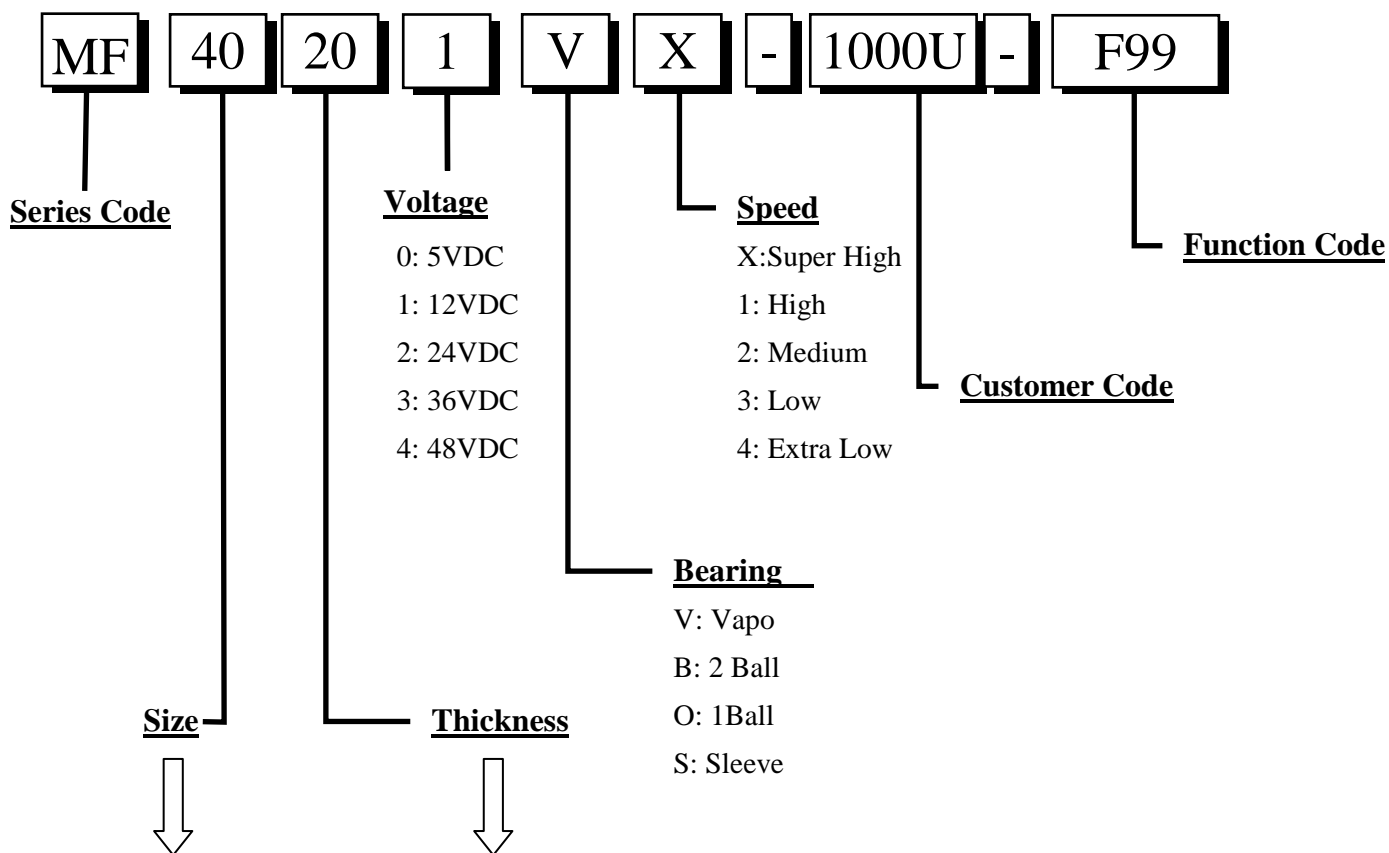 MF 40 20 1 V X - 1000U - F99
Series Code
Voltage
0: 5VDC
1: 12VDC
2: 24VDC
3: 36VDC
4: 48VDC
Speed
X:Super High
1: High
2: Medium
3: Low
4: Extra Low
Function Code
Customer Code
Bearing
V: Vapo
B: 2 Ball
O: 1Ball
S: Sleeve
Size
Thickness